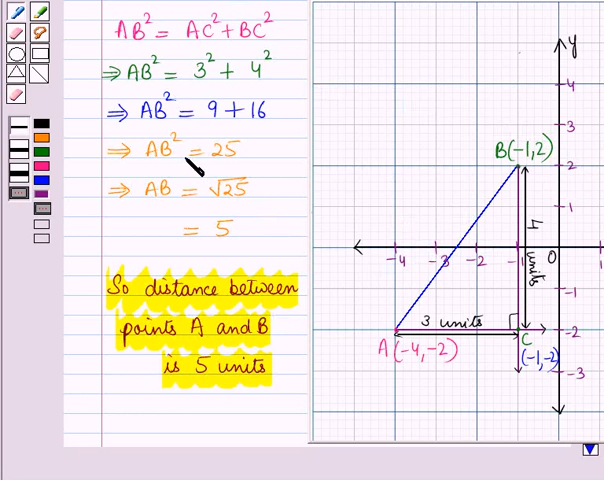 AB² = AC² + BC²
⇒ AB² = 3² + 4²
⇒ AB² = 9 + 16
⇒ AB² = 25
⇒ AB = √25
= 5
So distance between
points A and B
is 5 units
y
4
3
B(-1,2)
2
1
-4 -3 -2 -1 0 1
4 units
-1
3 units
-2
C
A(-4,-2)
(-1,-2)
-3